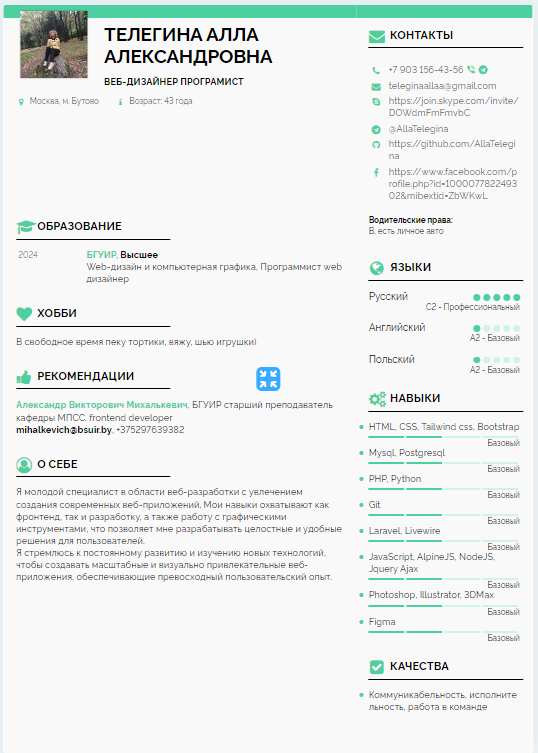 ТЕЛЕГИНА АЛЛА
АЛЕКСАНДРОВНА
ВЕБ-ДИЗАЙНЕР ПРОГРАМИСТ
Москва, м. Бутово
Возраст: 43 года
ОБРАЗОВАНИЕ
2024
БГУИР, Высшее
Web-дизайн и компьютерная графика, Программист web
дизайнер
ХОББИ
В свободное время пеку тортики, вяжу, шью игрушки)
РЕКОМЕНДАЦИИ
Александр Викторович Михалькевич, БГУИР старший преподаватель
кафедры МПСС, frontend developer
mihalkevich@bsuir.by, +375297639382
О СЕБЕ
Я молодой специалист в области веб-разработки с увлечением
создания современных веб-приложений. Мои навыки охватывают как
фронтенд, так и разработку, а также работу с графическими
инструментами, что позволяет мне разрабатывать целостные и удобные
решения для пользователей.
Я стремлюсь к постоянному развитию и изучению новых технологий,
чтобы создавать масштабные и визуально привлекательные веб-
приложения, обеспечивающие превосходный пользовательский опыт.
КОНТАКТЫ
+7 903 156-43-56
teleginaallaa@gmail.com
https://join.skype.com/invite/
DOWdmFmFmvbC
@AllaTelegina
https://github.com/AllaTelegi
na
https://www.facebook.com/p
rofile.php?id=1000077822493
02&mibextid=ZbWKwL
Водительские права:
B, есть личное авто
ЯЗЫКИ
Русский
C2 - Профессиональный
Английский
A2 - Базовый
Польский
A2 - Базовый
НАВЫКИ
HTML, CSS, Tailwind css, Bootstrap
Базовый
Mysql, Postgresql
Базовый
PHP, Python
Базовый
Git
Базовый
Laravel, Livewire
Базовый
JavaScript, AlpineJS, NodeJS,
Jquery Ajax
Базовый
Photoshop, Illustrator, 3DMax
Базовый
Figma
Базовый
КАЧЕСТВА
Коммуникабельность, исполните
льность, работа в команде